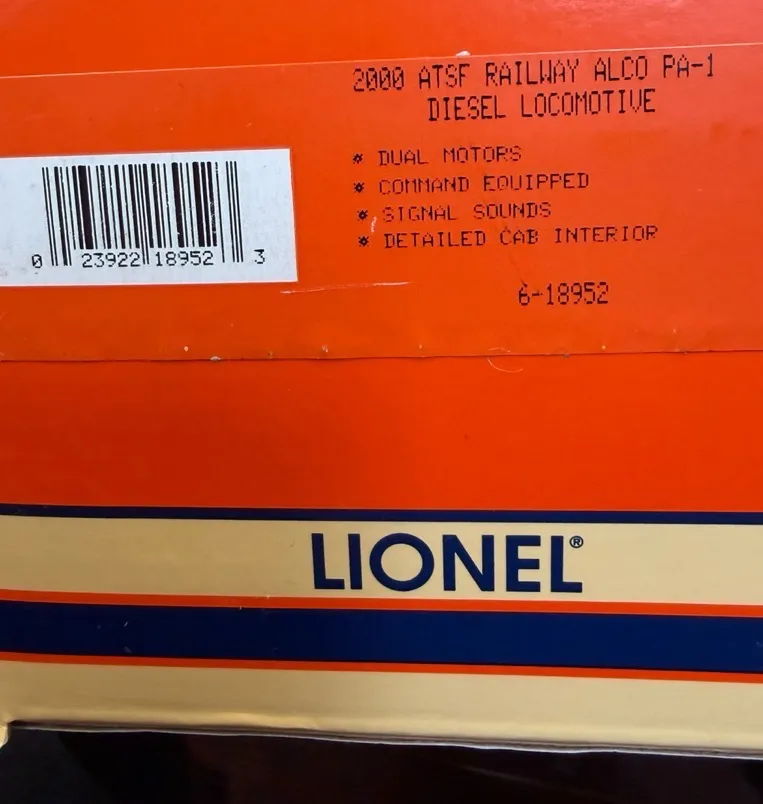 2000 ATSF RAILWAY ALCO PA-1
DIESEL LOCOMOTIVE
* DUAL MOTORS
* COMMAND EQUIPPED
* SIGNAL SOUNDS
* DETAILED CAB INTERIOR
6-18952
0 23922 18952 3
LIONEL®